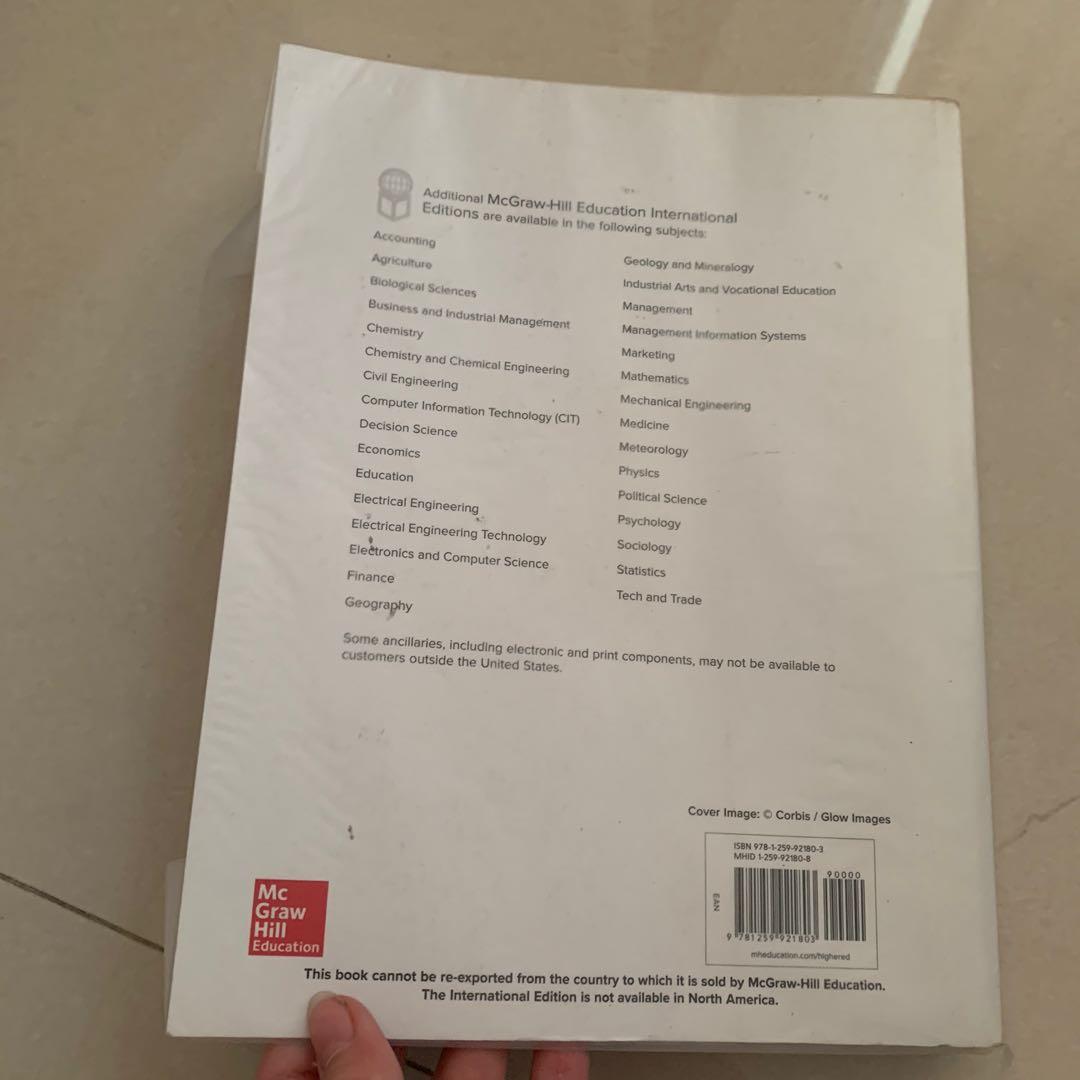 Additional McGraw-Hill Education International
Editions are available in the following subjects:
Accounting
Agriculture
Biological Sciences
Business and Industrial Management
Chemistry
Chemistry and Chemical Engineering
Civil Engineering
Computer Information Technology (CIT)
Decision Science
Economics
Education
Electrical Engineering
Electrical Engineering Technology
Electronics and Computer Science
Finance
Geography
Geology and Mineralogy
Industrial Arts and Vocational Education
Management
Management Information Systems
Marketing
Mathematics
Mechanical Engineering
Medicine
Meteorology
Physics
Political Science
Psychology
Sociology
Statistics
Tech and Trade
Some ancillaries, including electronic and print components, may not be available to
customers outside the United States.
Cover Image: © Corbis / Glow Images
ISBN 978-1-259-92180-3
MHID 1-259-92180-8
90000
EAN
9 781259 921803
mheducation.com/highered
Mc
Graw
Hill
Education
This book cannot be re-exported from the country to which it is sold by McGraw-Hill Education.
The International Edition is not available in North America.